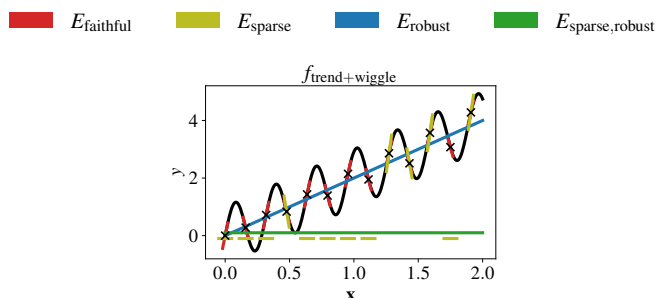 E_faithful E_sparse E_robust E_sparse,robust
f_trend+wiggle
4
2
0
y
0.0 0.5 1.0 1.5 2.0
x